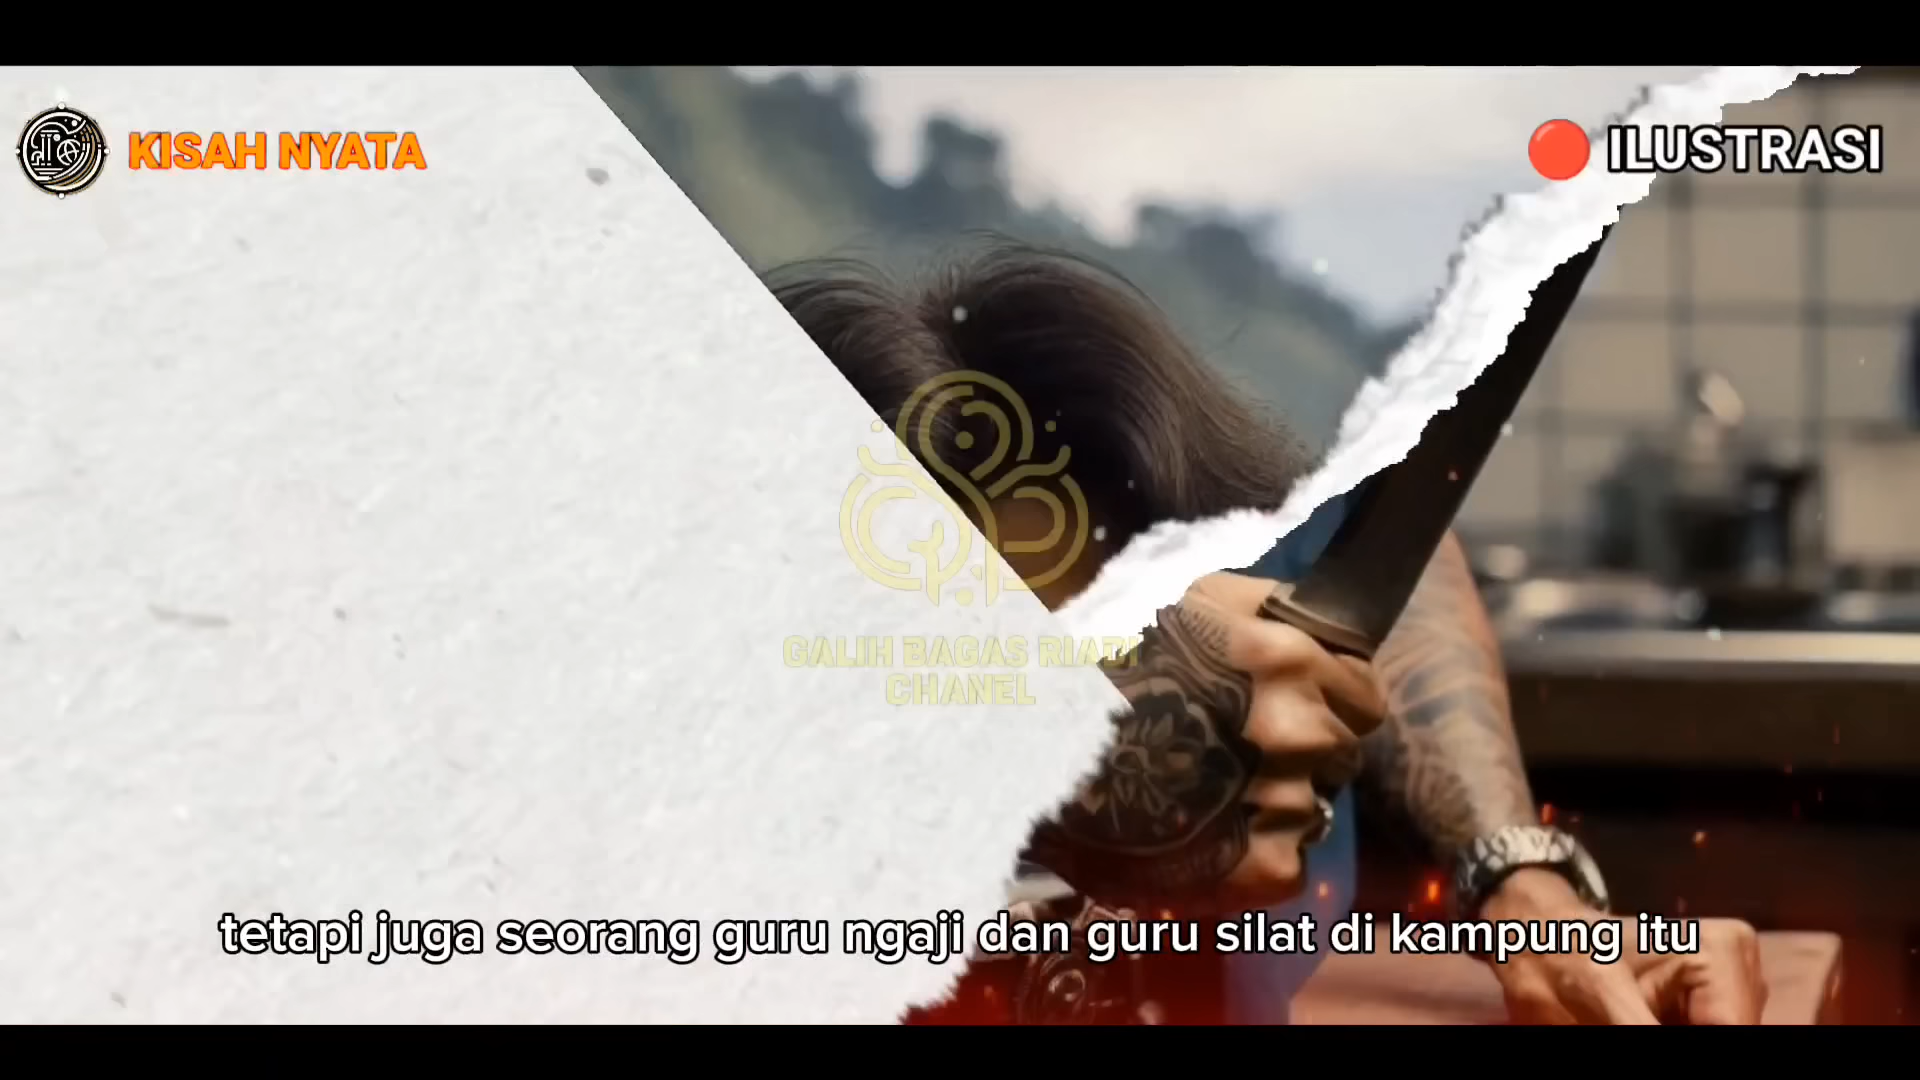 KISAH NYATA
ILUSTRASI
GALIH BAGAS RIADI
CHANEL
tetapi juga seorang guru ngaji dan guru silat di kampung itu